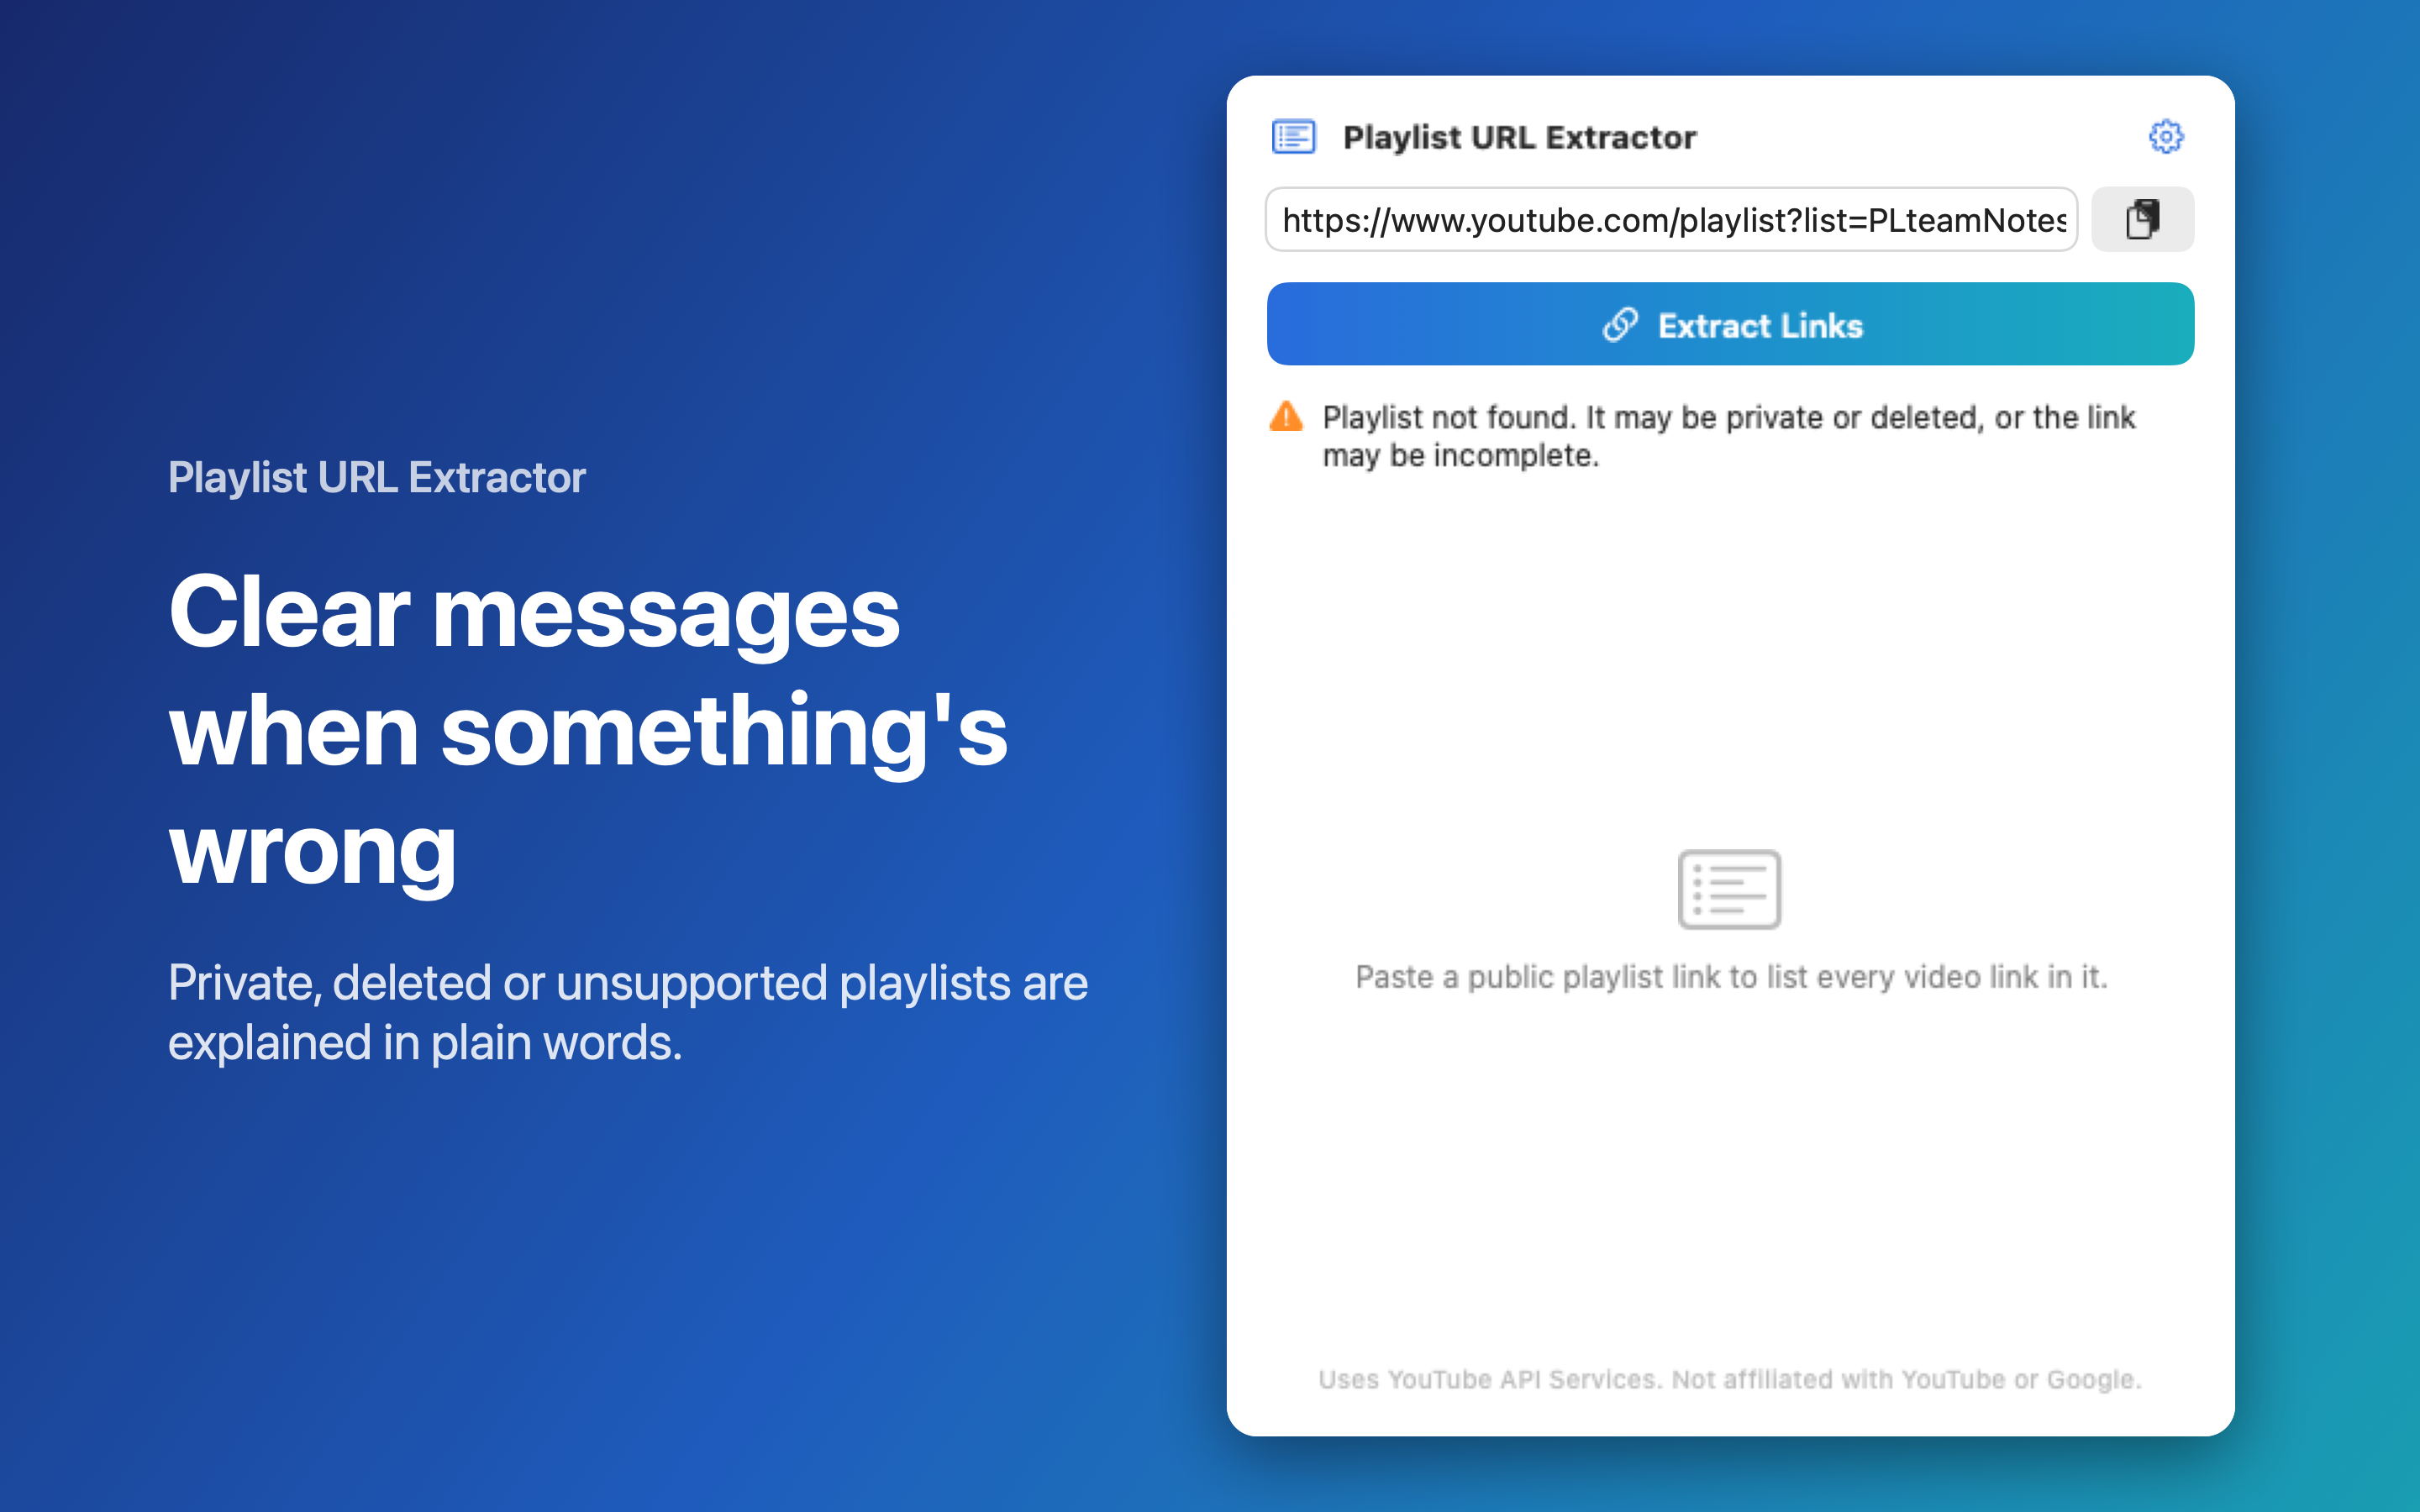 Playlist URL Extractor
Clear messages
when something's
wrong
Private, deleted or unsupported playlists are
explained in plain words.
Playlist URL Extractor
https://www.youtube.com/playlist?list=PLteamNotes
Extract Links
Playlist not found. It may be private or deleted, or the link
may be incomplete.
Paste a public playlist link to list every video link in it.
Uses YouTube API Services. Not affiliated with YouTube or Google.